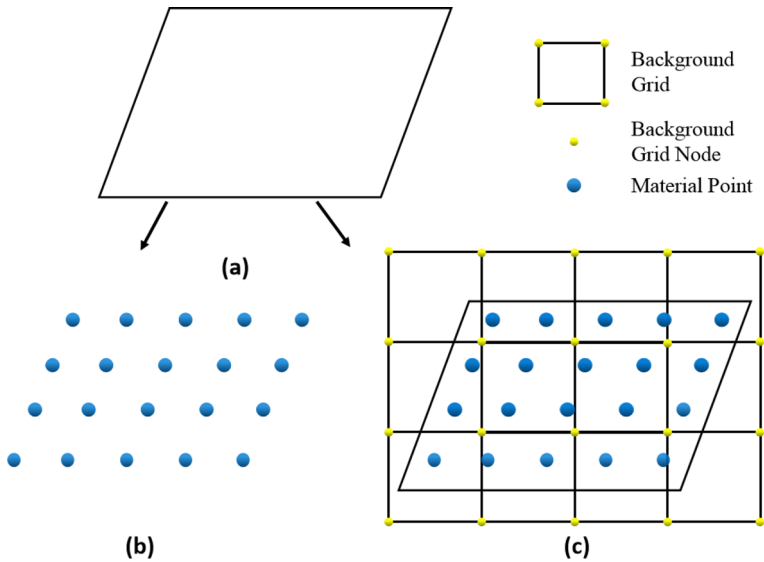 Background
Grid
Background
Grid Node
Material Point
(a)
(b)
(c)